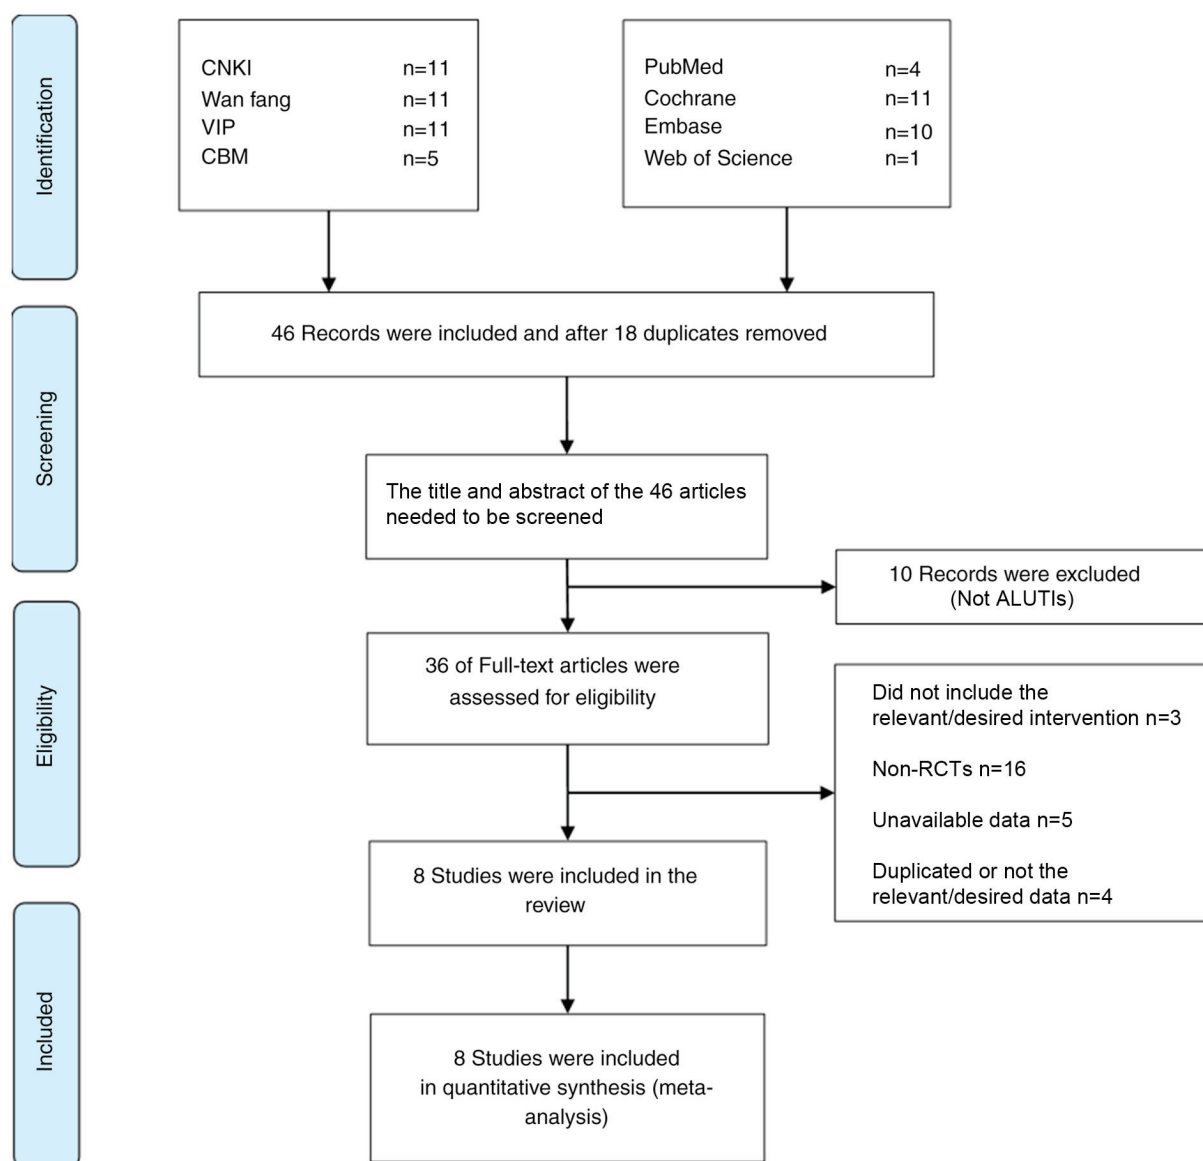 Identification
CNKI n=11
Wan fang n=11
VIP n=11
CBM n=5
PubMed n=4
Cochrane n=11
Embase n=10
Web of Science n=1
46 Records were included and after 18 duplicates removed
Screening
The title and abstract of the 46 articles
needed to be screened
10 Records were excluded
(Not ALUTIs)
Eligibility
36 of Full-text articles were
assessed for eligibility
Did not include the
relevant/desired intervention n=3
Non-RCTs n=16
Unavailable data n=5
Duplicated or not the
relevant/desired data n=4
8 Studies were included in the
review
Included
8 Studies were included
in quantitative synthesis (meta-
analysis)